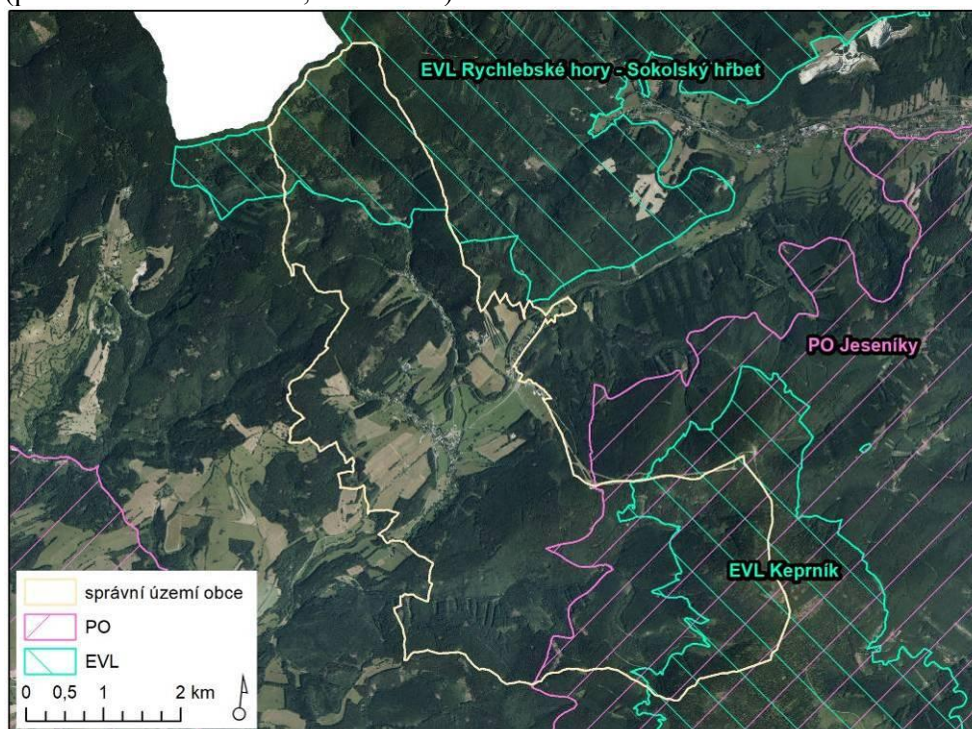 EVL Rychlebské hory - Sokolský hřbet
PO Jeseníky
EVL Keprník
správní území obce
PO
EVL
0 0,5 1 2 km